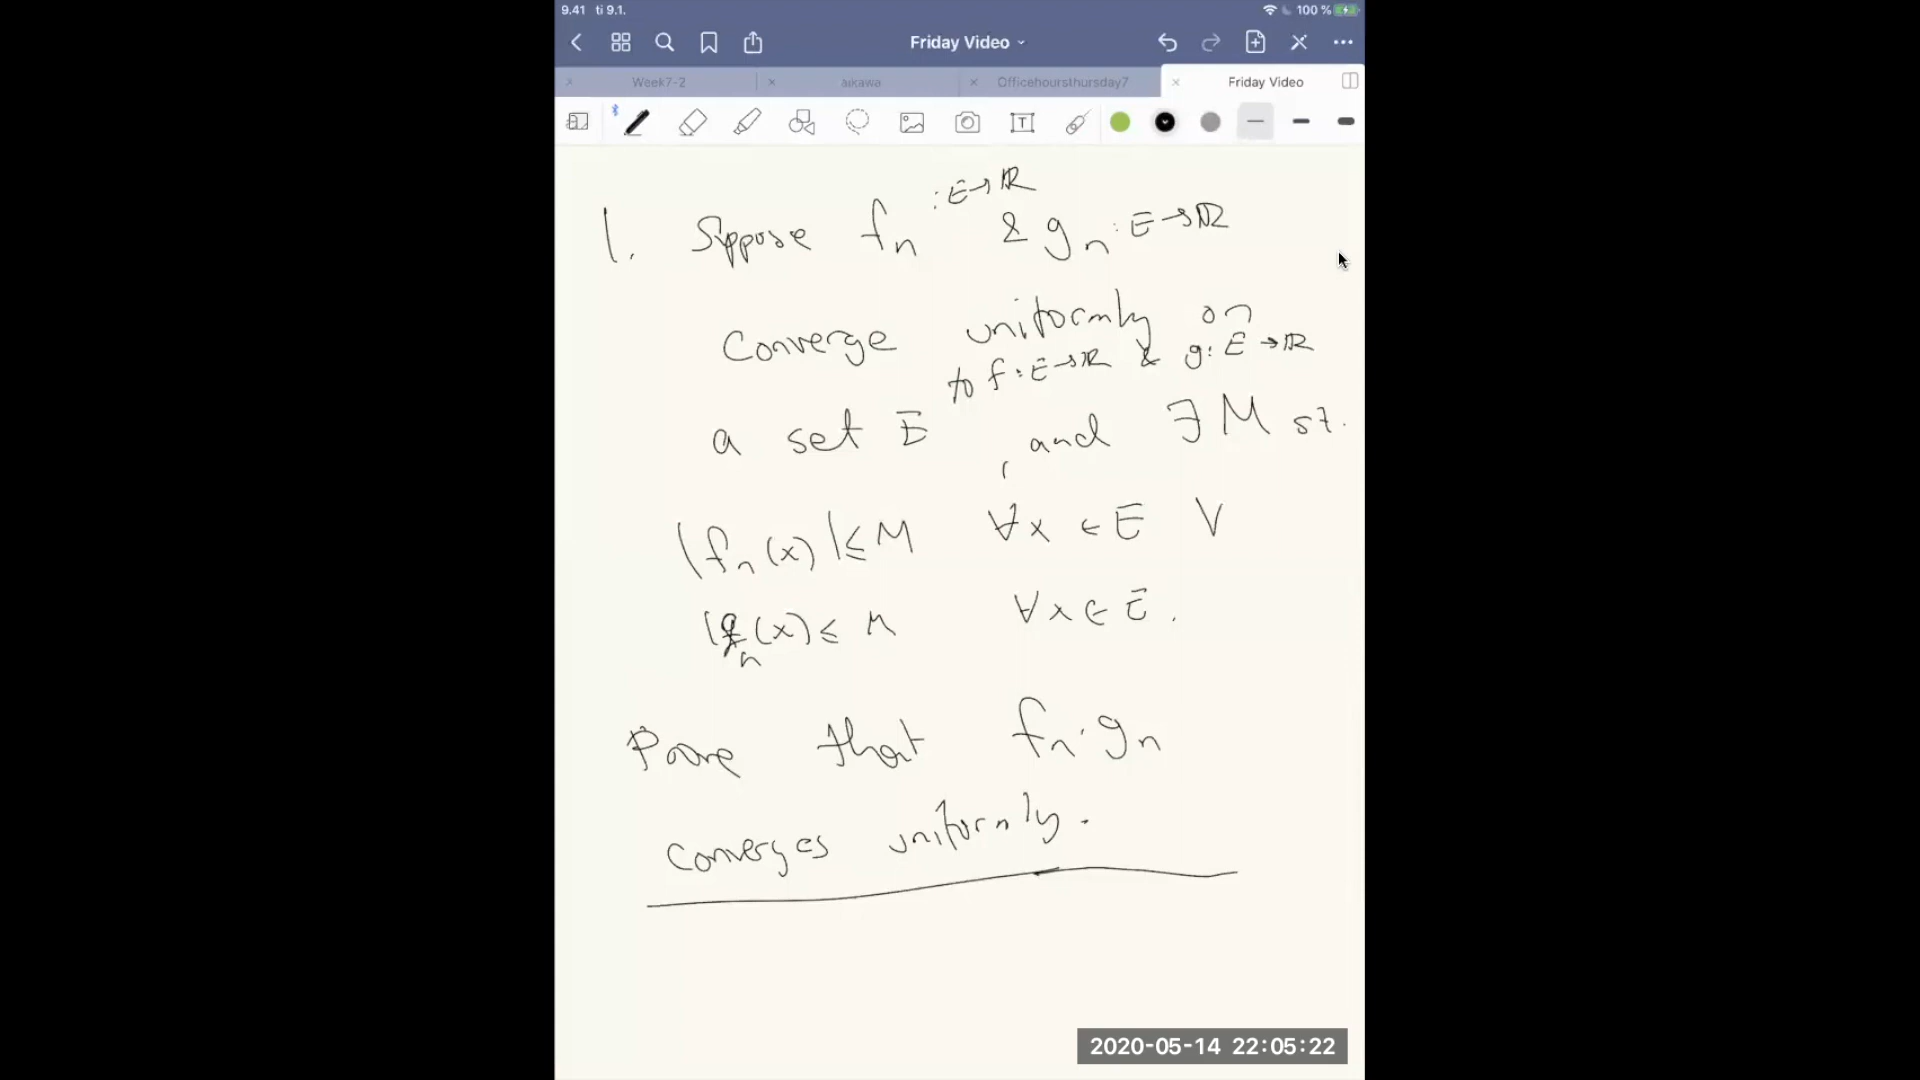 9.41 ti 9.1.
100 %
Friday Video
Week7-2
aikawa
Officehoursthursday7
Friday Video
T
1. Suppose fₙ : E→ℝ & gₙ : E→ℝ
Converge uniformly on
to f : E→ℝ & g : E→ℝ
a set E , and ∃ M st.
|fₙ(x)| ≤ M ∀x ∈ E ∀
|gₙ(x) ≤ M ∀x ∈ E.
Prove that fₙ·gₙ
Converges uniformly.
2020-05-14 22:05:22